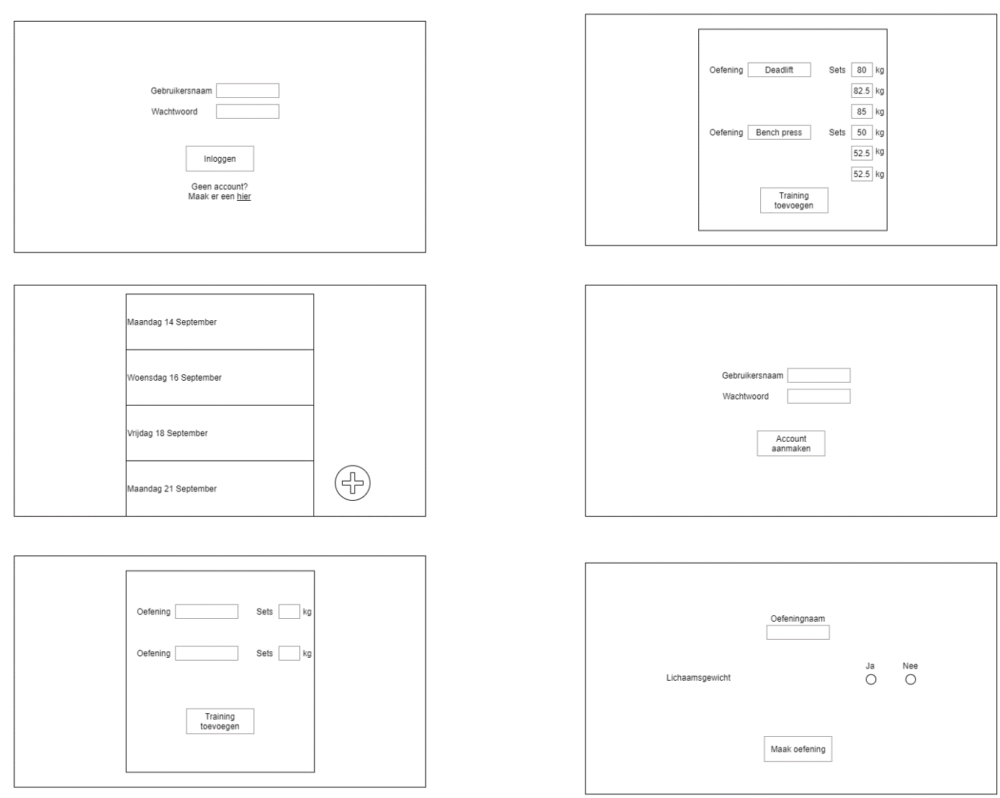 Gebruikersnaam
Wachtwoord
Inloggen
Geen account?
Maak er een hier
Oefening Deadlift Sets 80 kg
82.5 kg
85 kg
Oefening Bench press Sets 50 kg
52.5 kg
52.5 kg
Training
toevoegen
Maandag 14 September
Woensdag 16 September
Vrijdag 18 September
Maandag 21 September
Gebruikersnaam
Wachtwoord
Account
aanmaken
Oefening Sets kg
Oefening Sets kg
Training
toevoegen
Oefeningnaam
Ja Nee
Lichaamsgewicht
Maak oefening